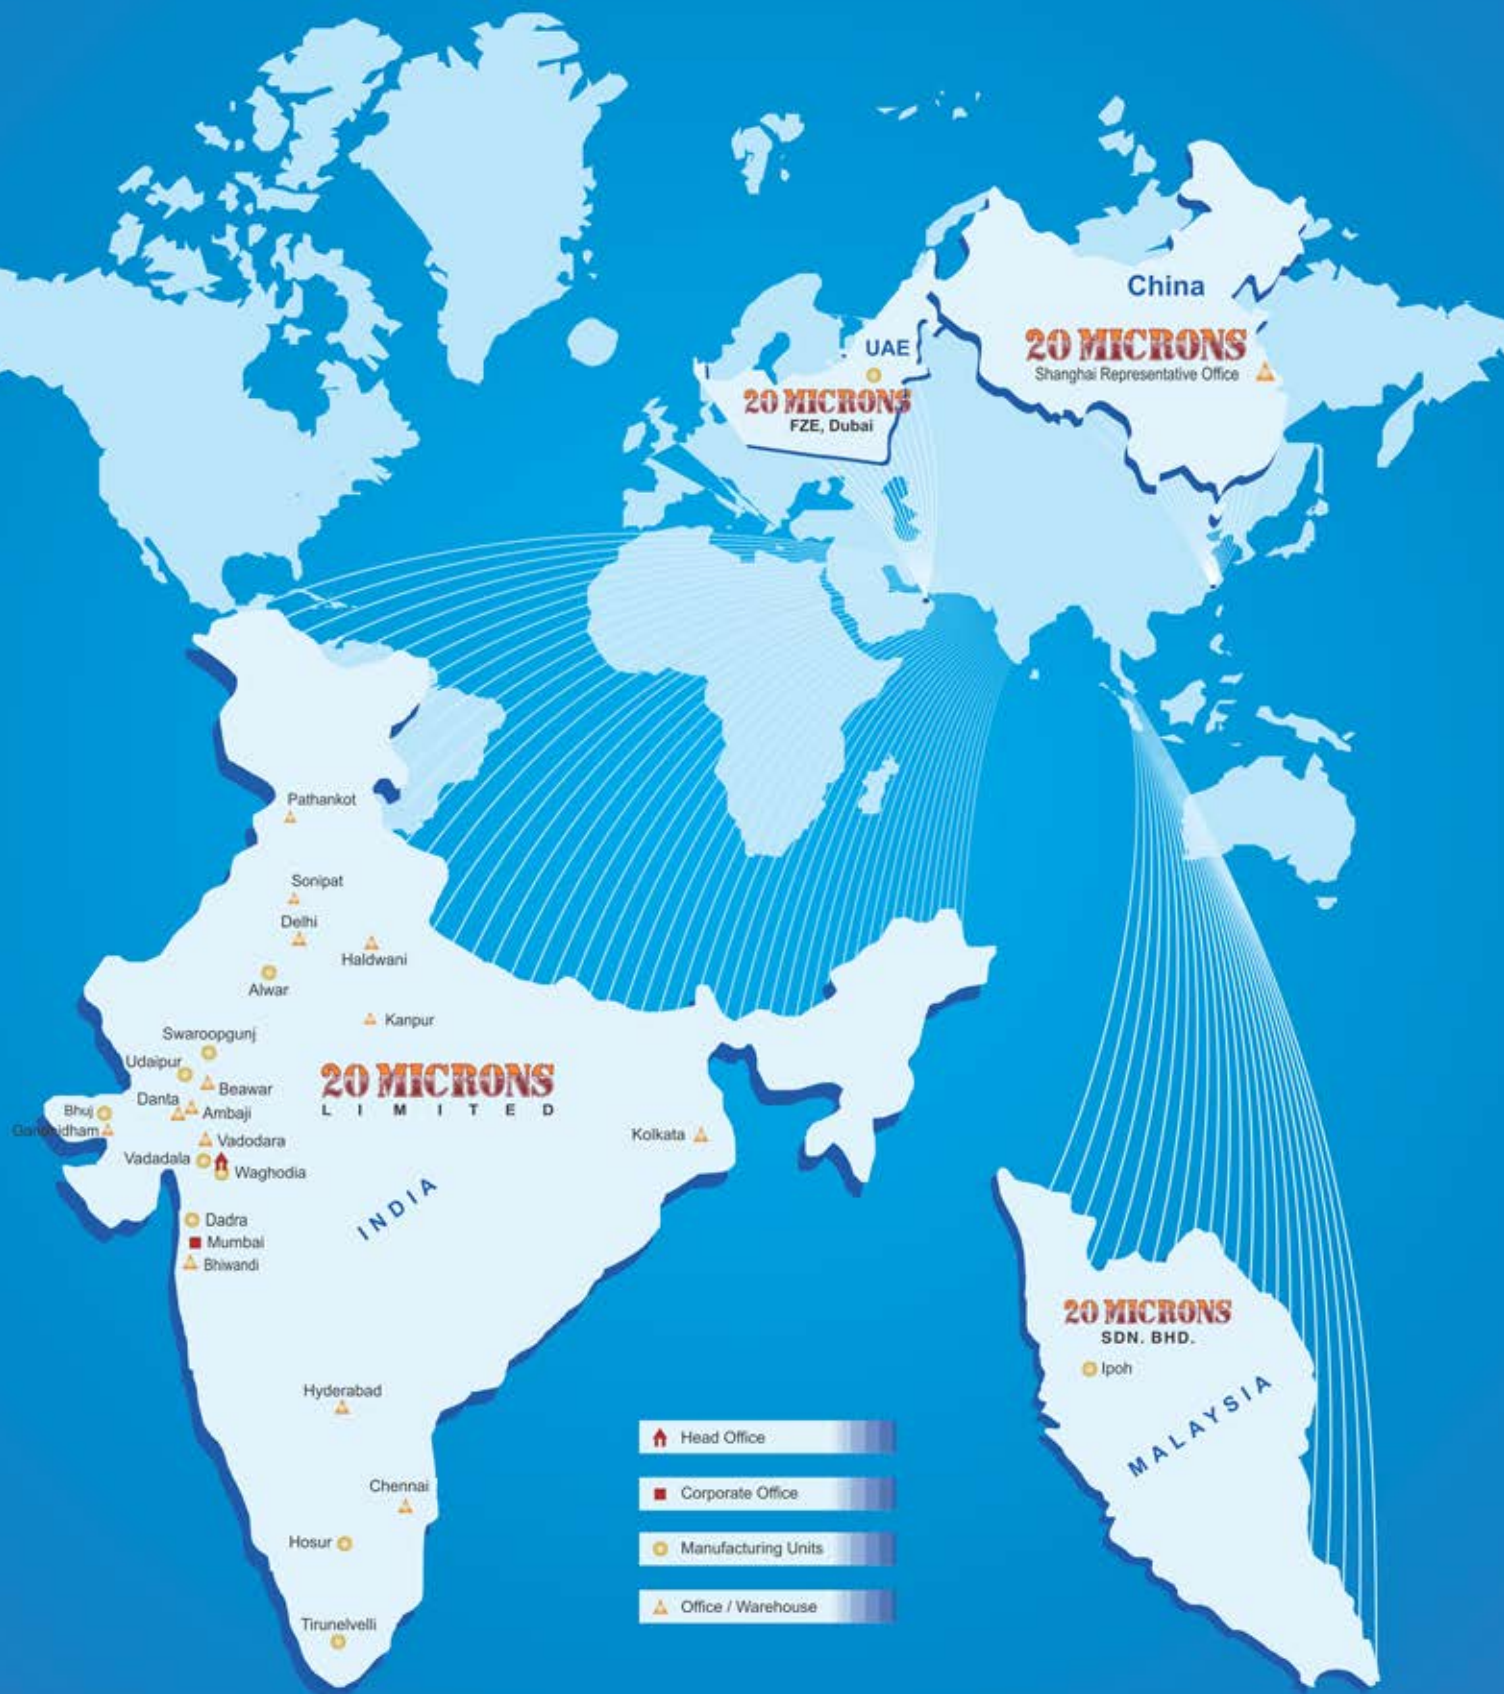 China
20 MICRONS
Shanghai Representative Office
UAE
20 MICRONS
FZE, Dubai
Pathankot
Sonipat
Delhi
Haldwani
Alwar
Kanpur
Swaroopgunj
Udaipur
Beawar
Danta
Ambaji
Bhuj
Vadodara
Vadadala
Waghodia
20 MICRONS
LIMITED
Kolkata
INDIA
Dadra
Mumbai
Bhiwandi
Hyderabad
Chennai
Hosur
Tirunelvelli
20 MICRONS
SDN. BHD.
Ipoh
MALAYSIA
Head Office
Corporate Office
Manufacturing Units
Office / Warehouse